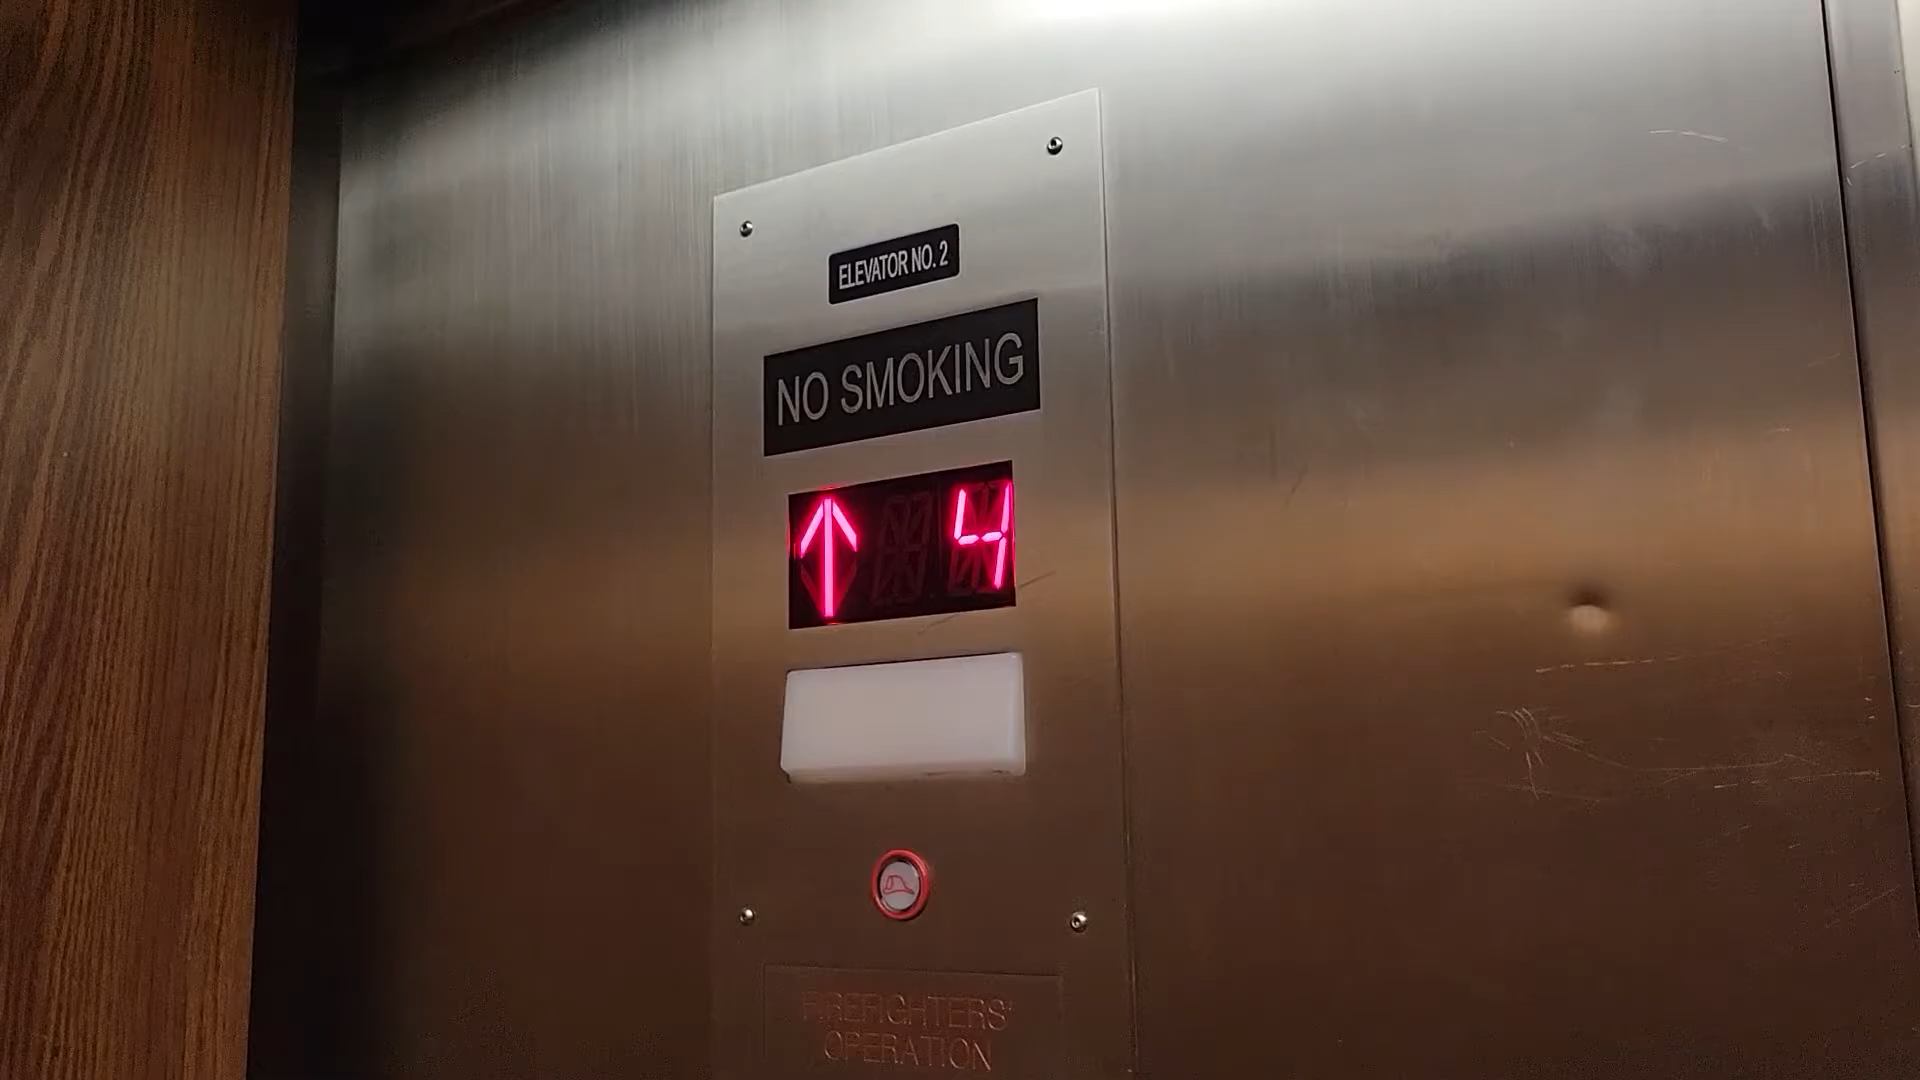 ELEVATOR NO. 2
NO SMOKING
↑ 4
FIREFIGHTERS'
OPERATION